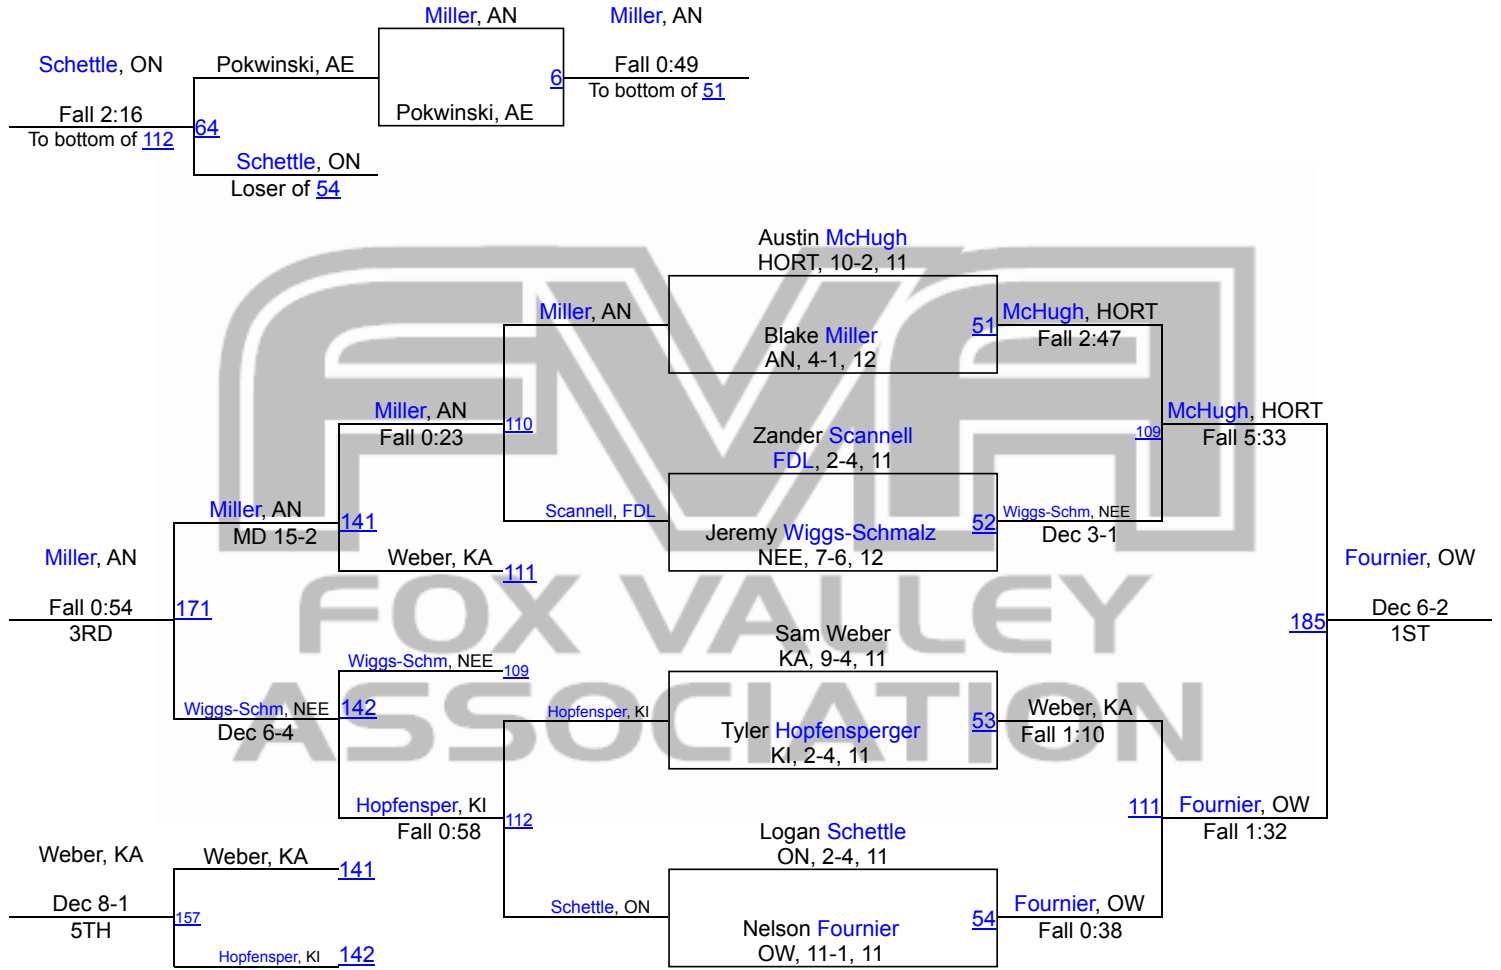 Miller, AN
Miller, AN
Schettle, ON
Pokwinski, AE
6
Fall 0:49
To bottom of 51
Pokwinski, AE
Fall 2:16
64
To bottom of 112
Schettle, ON
Loser of 54
Austin McHugh
HORT, 10-2, 11
Miller, AN
51
McHugh, HORT
Blake Miller
AN, 4-1, 12
Fall 2:47
Miller, AN
Fall 0:23
110
Zander Scannell
FDL, 2-4, 11
109
McHugh, HORT
Fall 5:33
Miller, AN
MD 15-2
141
Scannell, FDL
Jeremy Wiggs-Schmalz
NEE, 7-6, 12
52
Wiggs-Schm, NEE
Dec 3-1
Miller, AN
Weber, KA
111
Fournier, OW
FOX VALLEY
ASSOCIATION
FVA
Fall 0:54
3RD
171
185
Dec 6-2
1ST
Sam Weber
KA, 9-4, 11
Wiggs-Schm, NEE
109
Wiggs-Schm, NEE
Dec 6-4
142
Hopfensper, KI
Tyler Hopfensperger
KI, 2-4, 11
53
Weber, KA
Fall 1:10
Hopfensper, KI
Fall 0:58
112
111
Fournier, OW
Fall 1:32
Logan Schettle
ON, 2-4, 11
Weber, KA
Weber, KA
141
Dec 8-1
5TH
157
Schettle, ON
Nelson Fournier
OW, 11-1, 11
54
Fournier, OW
Fall 0:38
Hopfensper, KI
142